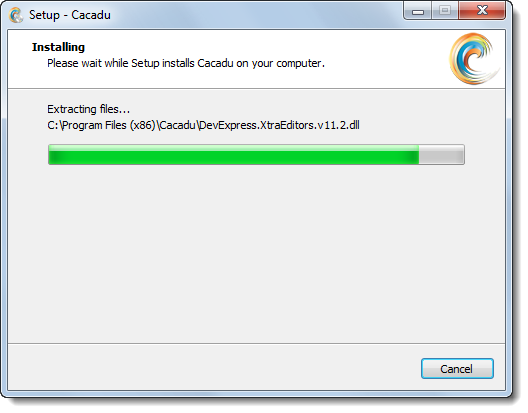 Setup - Cacadu
Installing
Please wait while Setup installs Cacadu on your computer.
Extracting files...
C:\Program Files (x86)\Cacadu\DevExpress.XtraEditors.v11.2.dll
Cancel